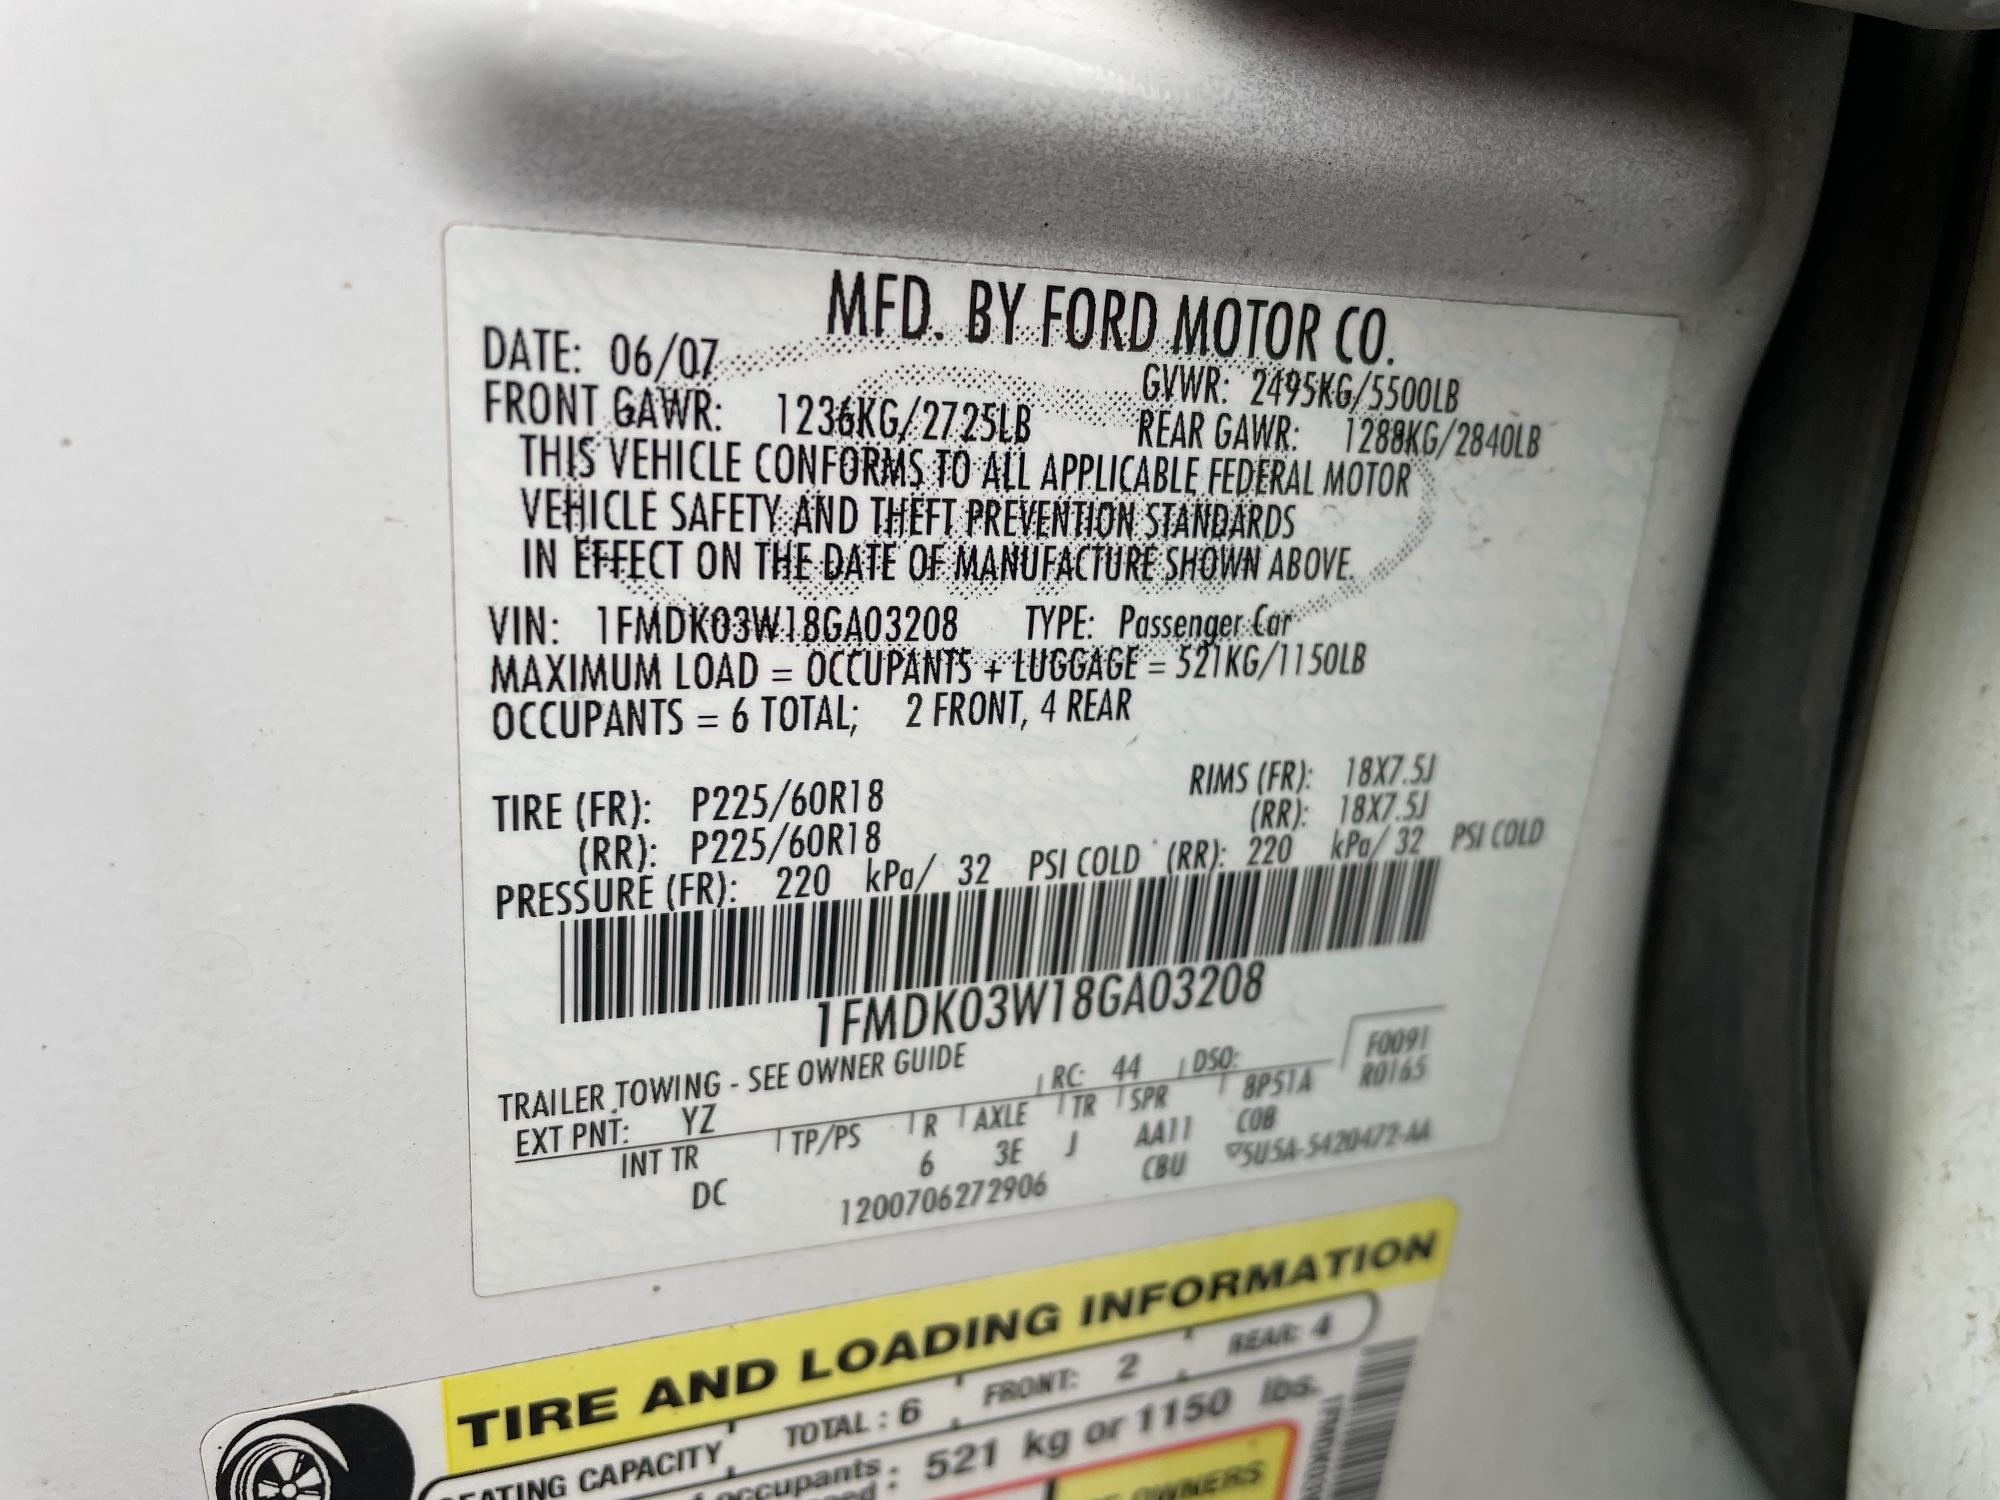 MFD. BY FORD MOTOR CO.
DATE: 06/07 GVWR: 2495KG/5500LB
FRONT GAWR: 1236KG/2725LB REAR GAWR: 1288KG/2840LB
THIS VEHICLE CONFORMS TO ALL APPLICABLE FEDERAL MOTOR
VEHICLE SAFETY AND THEFT PREVENTION STANDARDS
IN EFFECT ON THE DATE OF MANUFACTURE SHOWN ABOVE.
VIN: 1FMDK03W18GA03208 TYPE: Passenger Car
MAXIMUM LOAD = OCCUPANTS + LUGGAGE = 521KG/1150LB
OCCUPANTS = 6 TOTAL; 2 FRONT, 4 REAR
TIRE (FR): P225/60R18 RIMS (FR): 18X7.5J
(RR): P225/60R18 (RR): 18X7.5J
PRESSURE (FR): 220 kPa/ 32 PSI COLD (RR): 220 kPa/ 32 PSI COLD
1FMDK03W18GA03208
TRAILER TOWING - SEE OWNER GUIDE F0091
EXT PNT: YZ RC: 44 DSO: R0165
INT TR TP/PS R AXLE TR SPR 8P51A
DC 6 3E J AA11 COB
1200706272906 CBU 5U5A-5420472-AA
TIRE AND LOADING INFORMATION
SEATING CAPACITY TOTAL : 6 FRONT: 2 REAR: 4
occupants : 521 kg or 1150 lbs.
OWNERS